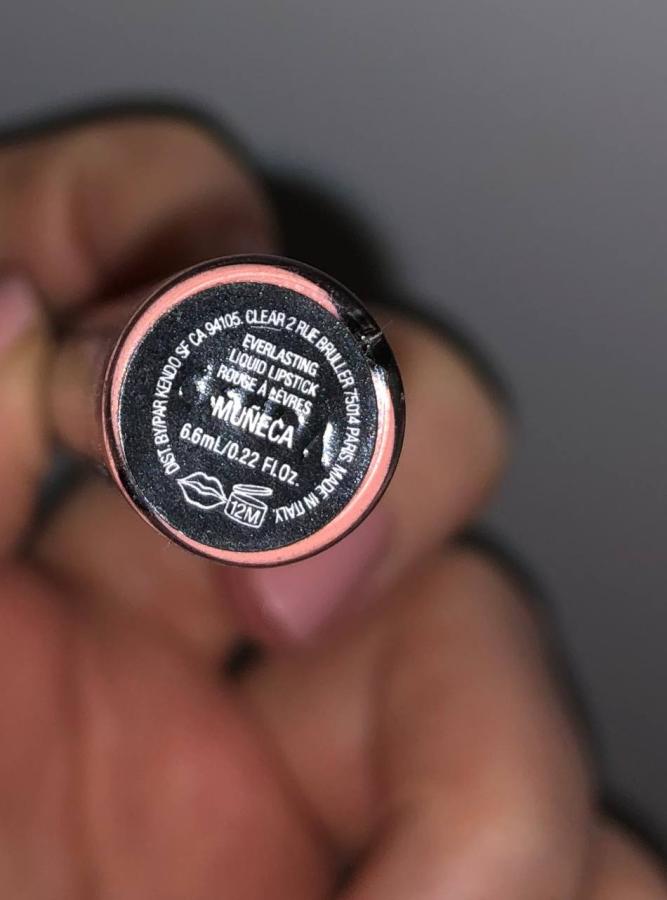 DIST. BY/PAR KENDO SF CA 94105. CLEAR 2 RUE BRULLER 75014 PARIS. MADE IN ITALY.
EVERLASTING
LIQUID LIPSTICK
ROUGE À LÈVRES
MUÑECA
6.6mL/0.22 Fl.Oz.
12M